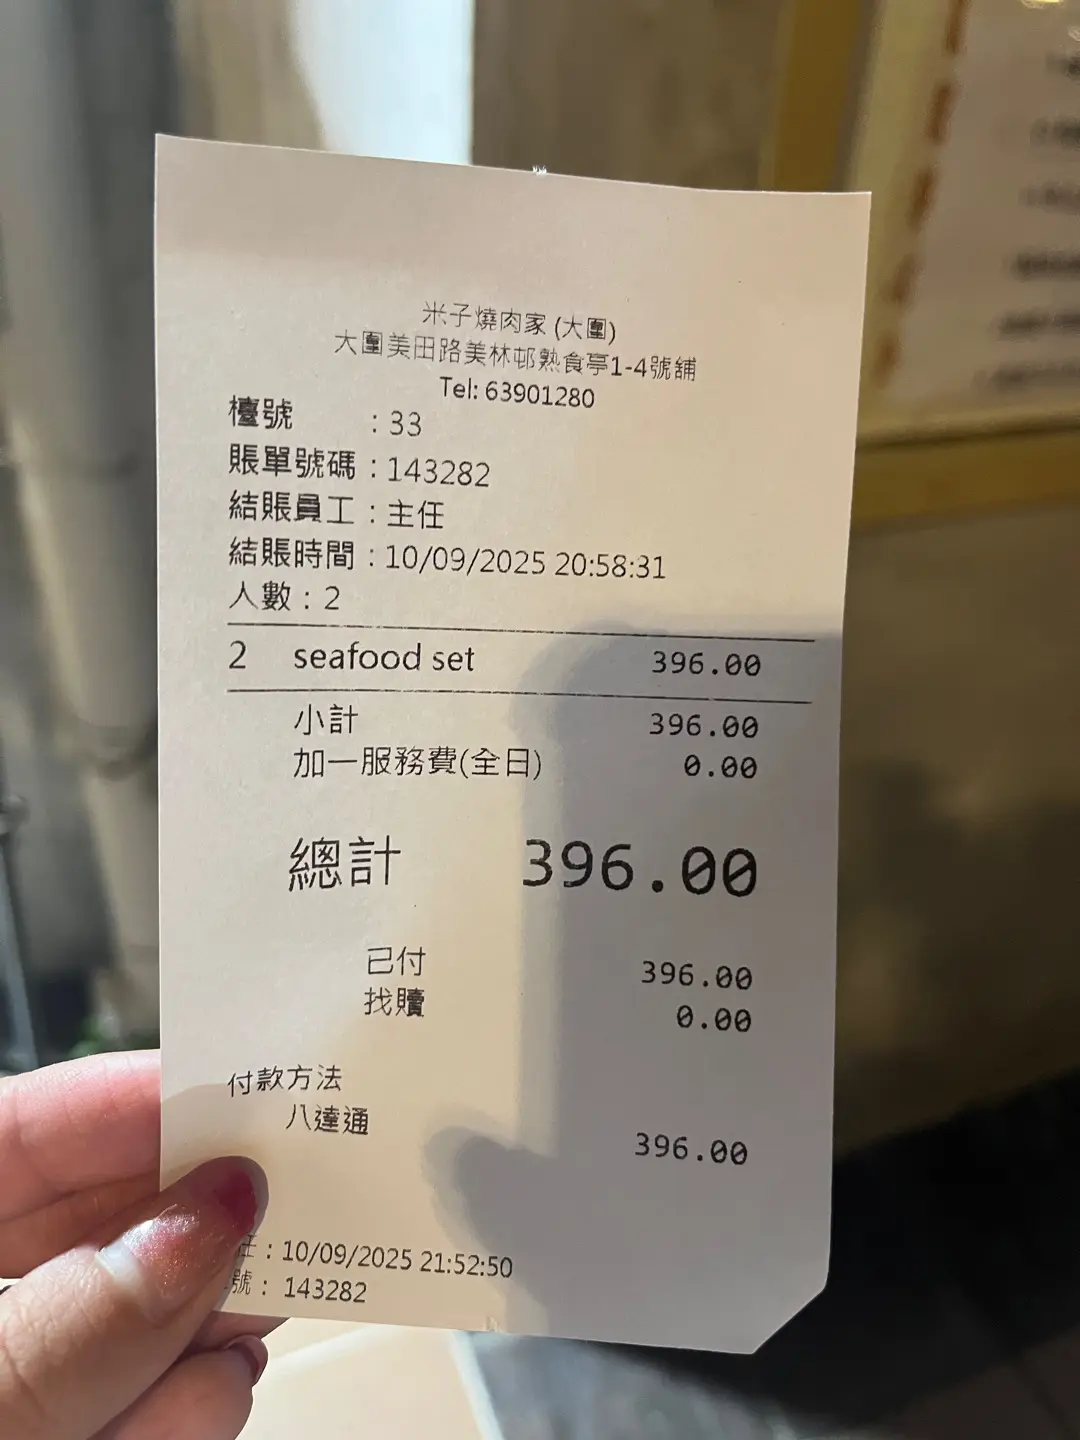 米子燒肉家 (大圍)
大圍美田路美林邨熟食亭1-4號舖
Tel: 63901280
檯號 : 33
賬單號碼 : 143282
結賬員工 : 主任
結賬時間 : 10/09/2025 20:58:31
人數 : 2
2 seafood set 396.00
小計 396.00
加一服務費(全日) 0.00
總計 396.00
已付 396.00
找贖 0.00
付款方法
八達通 396.00
任 : 10/09/2025 21:52:50
號 : 143282